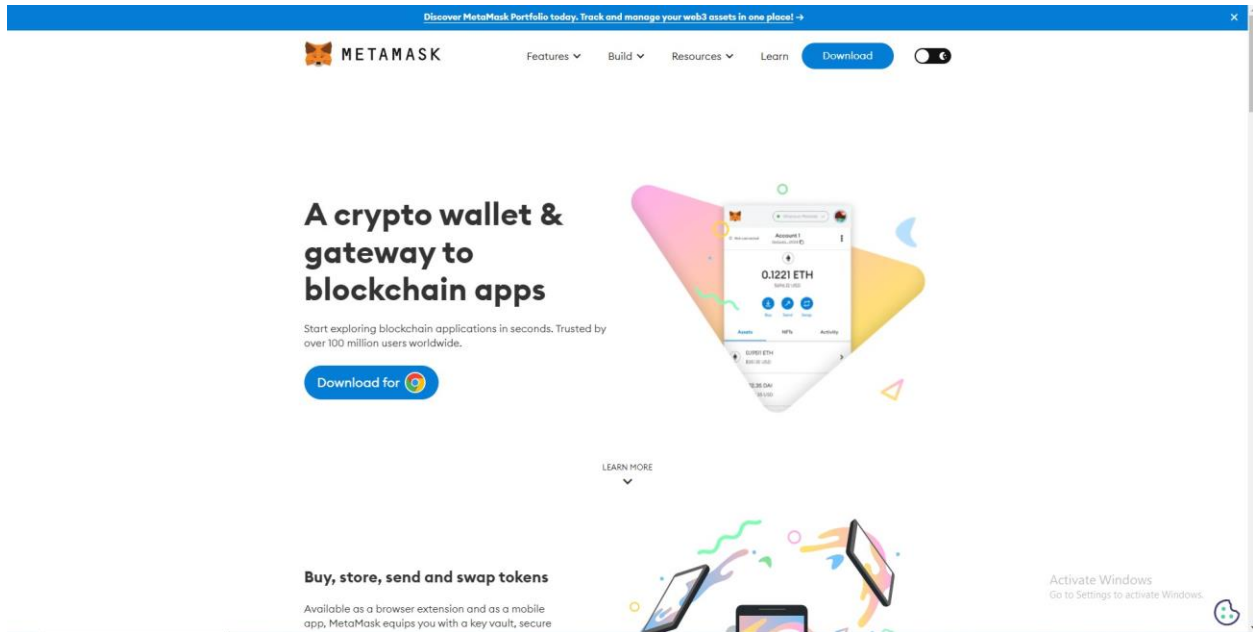 Discover MetaMask Portfolio today. Track and manage your web3 assets in one place! →
METAMASK
Features
Build
Resources
Learn
Download
A crypto wallet &
gateway to
blockchain apps
Start exploring blockchain applications in seconds. Trusted by
over 100 million users worldwide.
Download for
Account 1
0.1221 ETH
Buy
Send
Swap
Assets
NFTs
Activity
LEARN MORE
Buy, store, send and swap tokens
Available as a browser extension and as a mobile
app, MetaMask equips you with a key vault, secure
Activate Windows
Go to Settings to activate Windows.